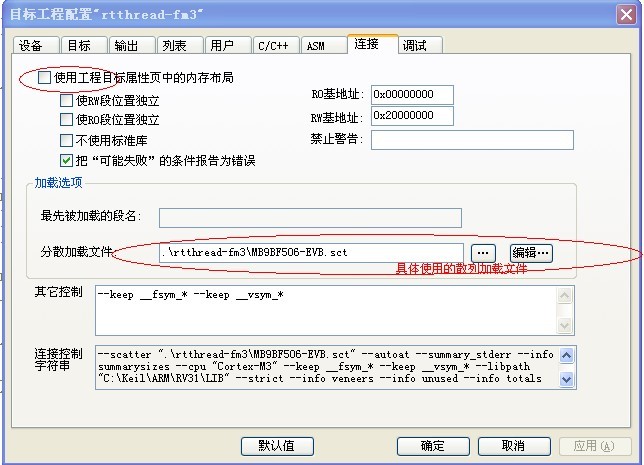 目标工程配置"rtthread-fm3"
设备 目标 输出 列表 用户 C/C++ ASM 连接 调试
使用工程目标属性页中的内存布局
使RW段位置独立
使RO段位置独立
不使用标准库
把“可能失败”的条件报告为错误
RO基地址: 0x00000000
RW基地址: 0x20000000
禁止警告:
加载选项
最先被加载的段名:
分散加载文件 .\rtthread-fm3\MB9BF506-EVB.sct ... 编辑...
具体使用的散列加载文件
其它控制 --keep __fsym_* --keep __vsym_*
连接控制字符串
--scatter ".\rtthread-fm3\MB9BF506-EVB.sct" --autoat --summary_stderr --info
summarysizes --cpu "Cortex-M3" --keep __fsym_* --keep __vsym_* --libpath
"C:\Keil\ARM\RV31\LIB" --strict --info veneers --info unused --info totals
默认值 确定 取消 应用(A)